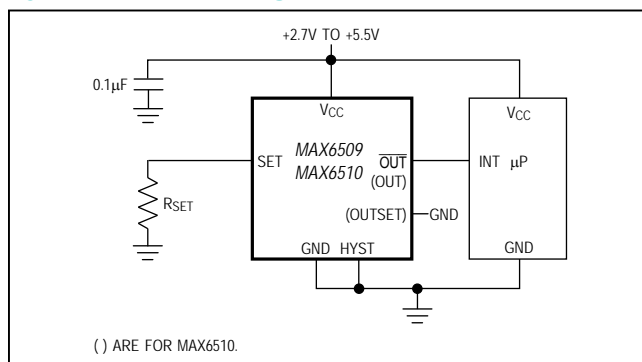 +2.7V TO +5.5V
0.1µF
VCC
VCC
SET
MAX6509
MAX6510
OUT
(OUT)
INT µP
RSET
(OUTSET)
GND
GND HYST
GND
( ) ARE FOR MAX6510.